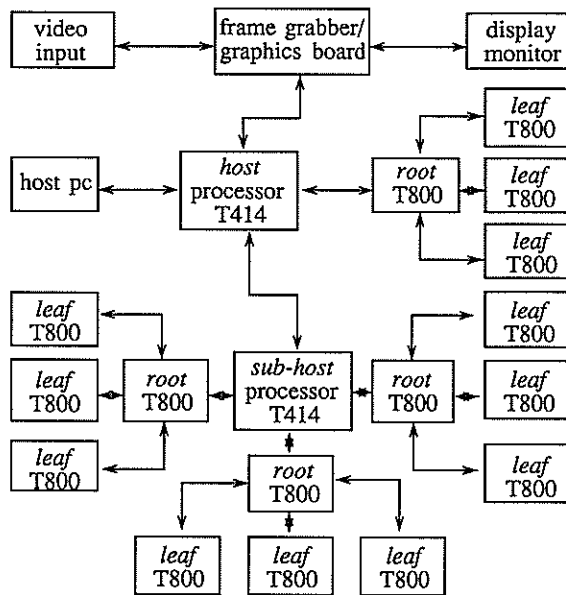 video
input
frame grabber/
graphics board
display
monitor
leaf
T800
host pc
host
processor
T414
root
T800
leaf
T800
leaf
T800
leaf
T800
leaf
T800
leaf
T800
root
T800
sub-host
processor
T414
root
T800
leaf
T800
leaf
T800
leaf
T800
root
T800
leaf
T800
leaf
T800
leaf
T800
leaf
T800